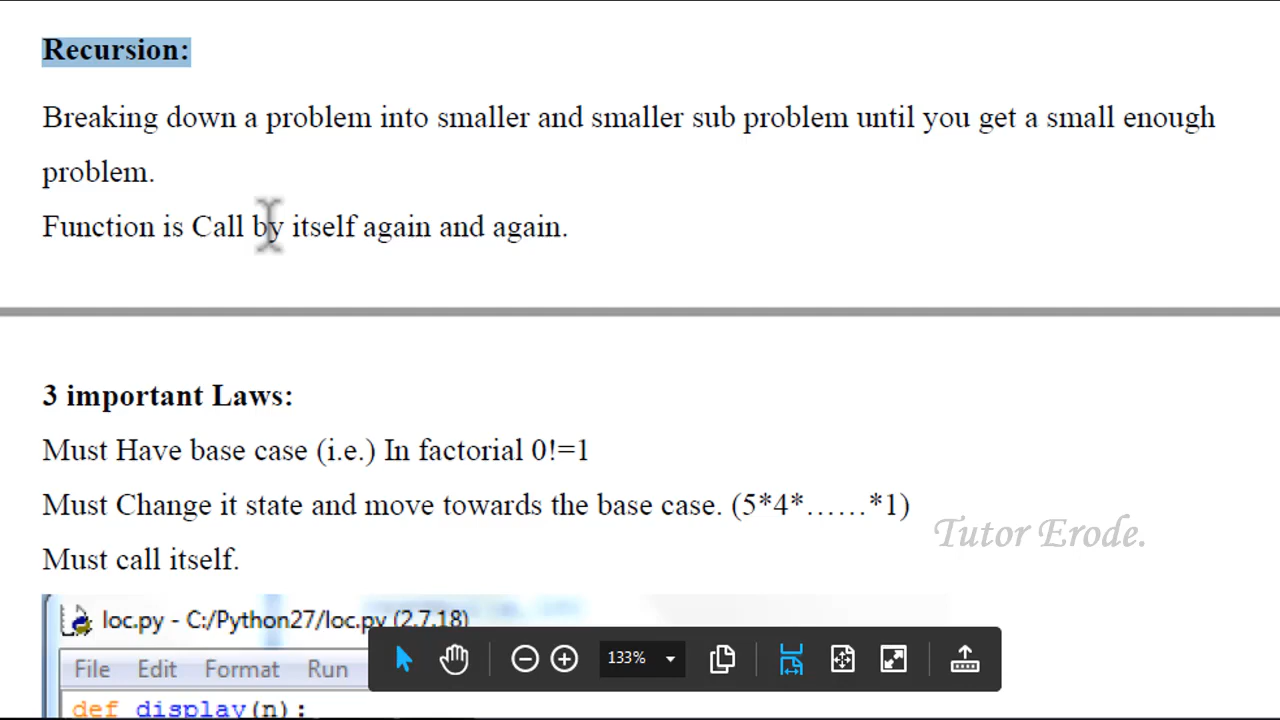 Recursion:
Breaking down a problem into smaller and smaller sub problem until you get a small enough
problem.
Function is Call by itself again and again.
3 important Laws:
Must Have base case (i.e.) In factorial 0!=1
Must Change it state and move towards the base case. (5*4*……*1)
Tutor Erode.
Must call itself.
loc.py - C:/Python27/loc.py (2.7.18)
133%
File Edit Format Run
def display(n):